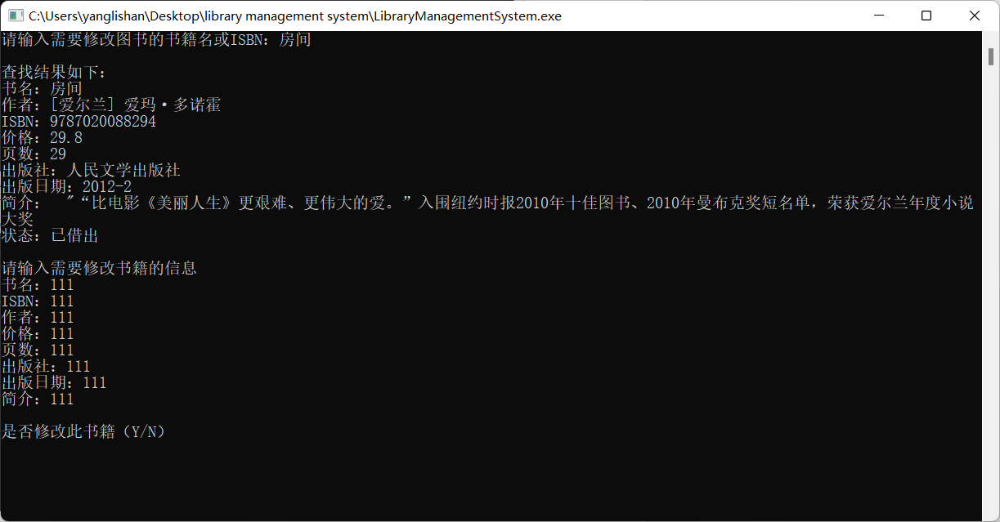 C:\Users\yanglishan\Desktop\library management system\LibraryManagementSystem.exe
请输入需要修改图书的书籍名或ISBN：房间
查找结果如下：
书名：房间
作者：[爱尔兰] 爱玛·多诺霍
ISBN：9787020088294
价格：29.8
页数：29
出版社：人民文学出版社
出版日期：2012-2
简介： "“比电影《美丽人生》更艰难、更伟大的爱。”入围纽约时报2010年十佳图书、2010年曼布克奖短名单，荣获爱尔兰年度小说
大奖
状态：已借出
请输入需要修改书籍的信息
书名：111
ISBN：111
作者：111
价格：111
页数：111
出版社：111
出版日期：111
简介：111
是否修改此书籍（Y/N）